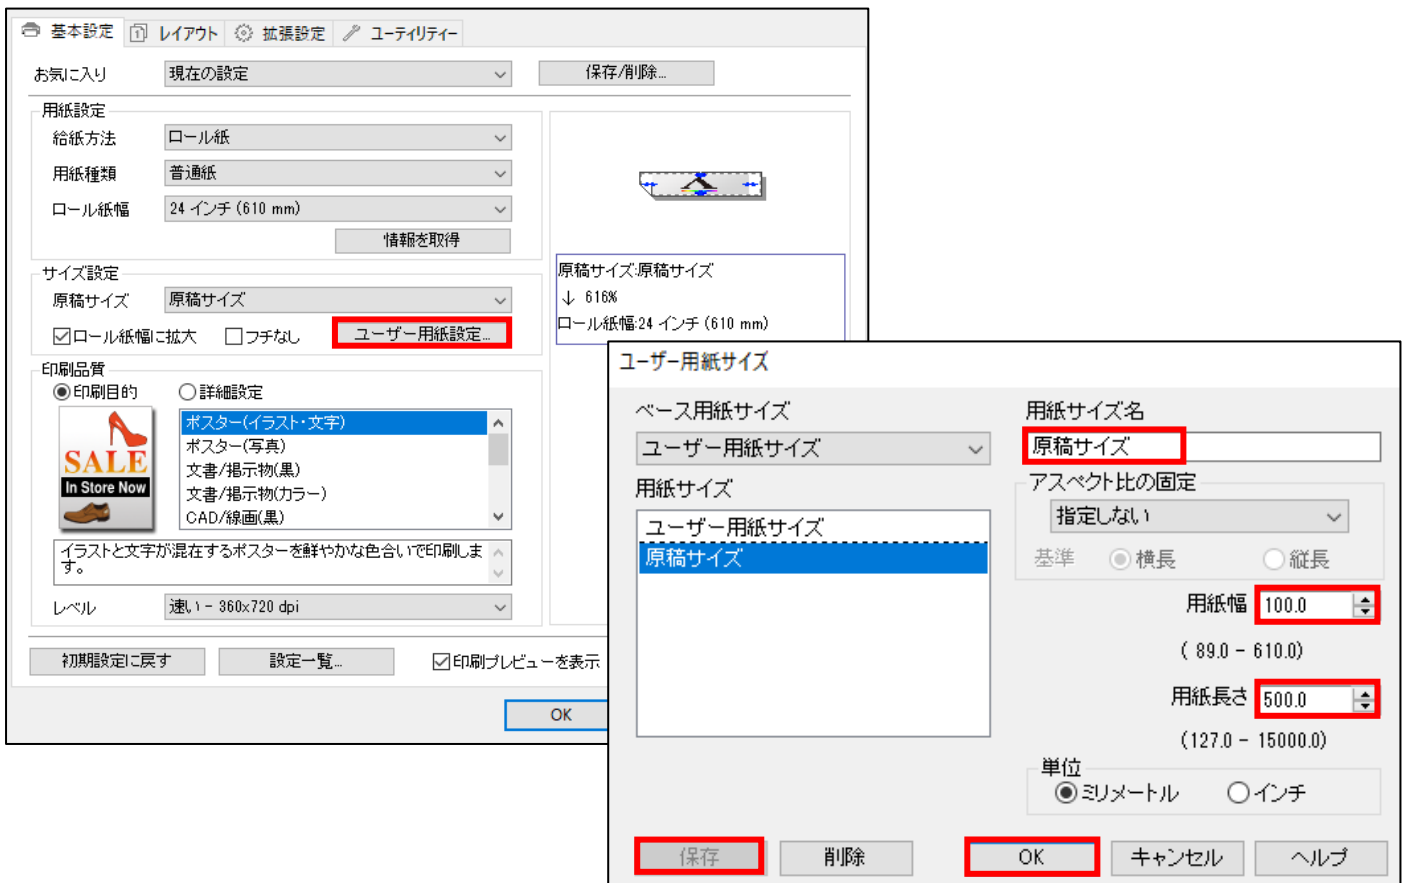 基本設定 レイアウト 拡張設定 ユーティリティー
お気に入り 現在の設定 保存/削除...
用紙設定
給紙方法 ロール紙
用紙種類 普通紙
ロール紙幅 24 インチ (610 mm)
情報を取得
サイズ設定
原稿サイズ 原稿サイズ
ロール紙幅に拡大 フチなし ユーザー用紙設定...
印刷品質
印刷目的 詳細設定
SALE
In Store Now
ポスター(イラスト・文字)
ポスター(写真)
文書/掲示物(黒)
文書/掲示物(カラー)
CAD/線画(黒)
イラストと文字が混在するポスターを鮮やかな色合いで印刷しま
す。
レベル 速い - 360x720 dpi
初期設定に戻す 設定一覧... 印刷プレビューを表示
OK
原稿サイズ:原稿サイズ
↓ 616%
ロール紙幅:24 インチ (610 mm)
ユーザー用紙サイズ
ベース用紙サイズ
ユーザー用紙サイズ
用紙サイズ
ユーザー用紙サイズ
原稿サイズ
用紙サイズ名
原稿サイズ
アスペクト比の固定
指定しない
基準 横長 縦長
用紙幅 100.0
( 89.0 - 610.0)
用紙長さ 500.0
(127.0 - 15000.0)
単位
ミリメートル インチ
保存 削除 OK キャンセル ヘルプ